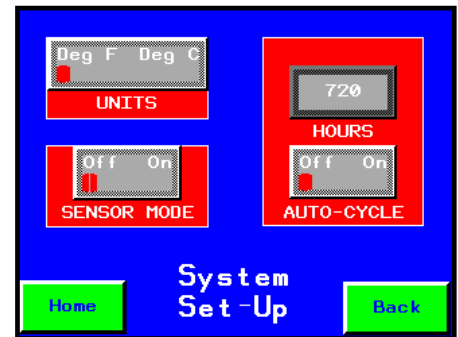 Deg F Deg C
UNITS
720
HOURS
Off On
SENSOR MODE
Off On
AUTO-CYCLE
System
Set-Up
Home
Back